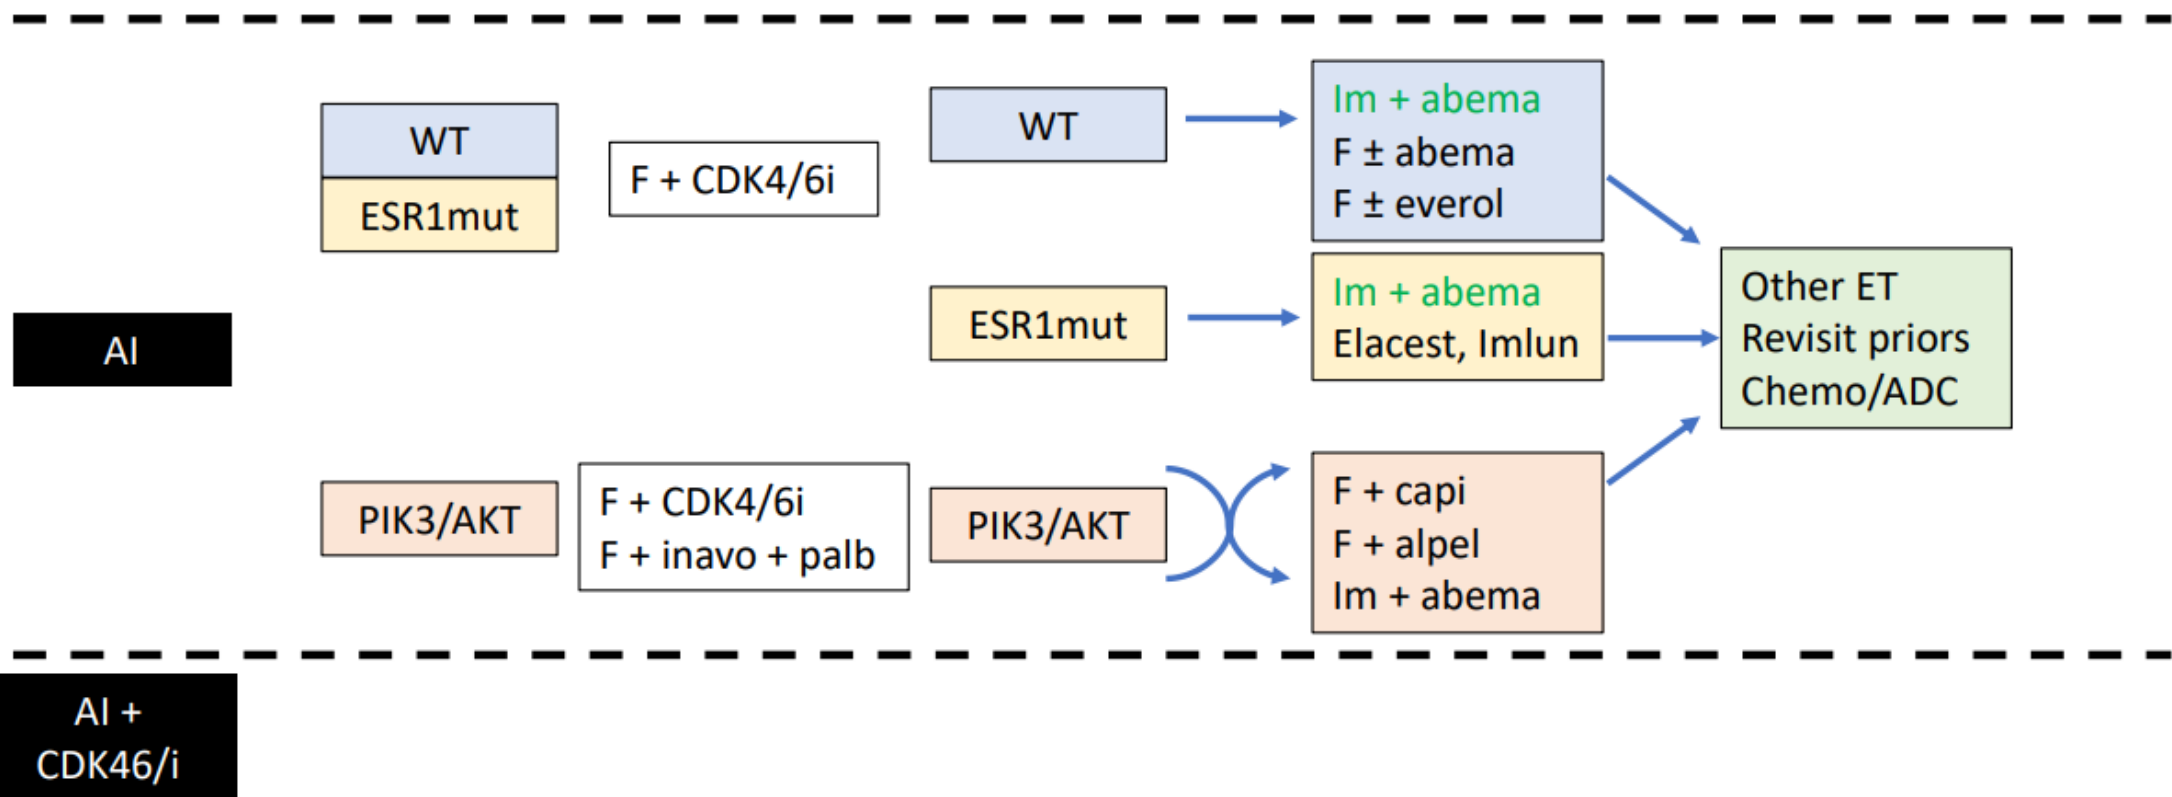 AI
WT
ESR1mut
F + CDK4/6i
WT
Im + abema
F ± abema
F ± everol
ESR1mut
Im + abema
Elacest, Imlun
PIK3/AKT
F + CDK4/6i
F + inavo + palb
PIK3/AKT
F + capi
F + alpel
Im + abema
Other ET
Revisit priors
Chemo/ADC
AI +
CDK46/i